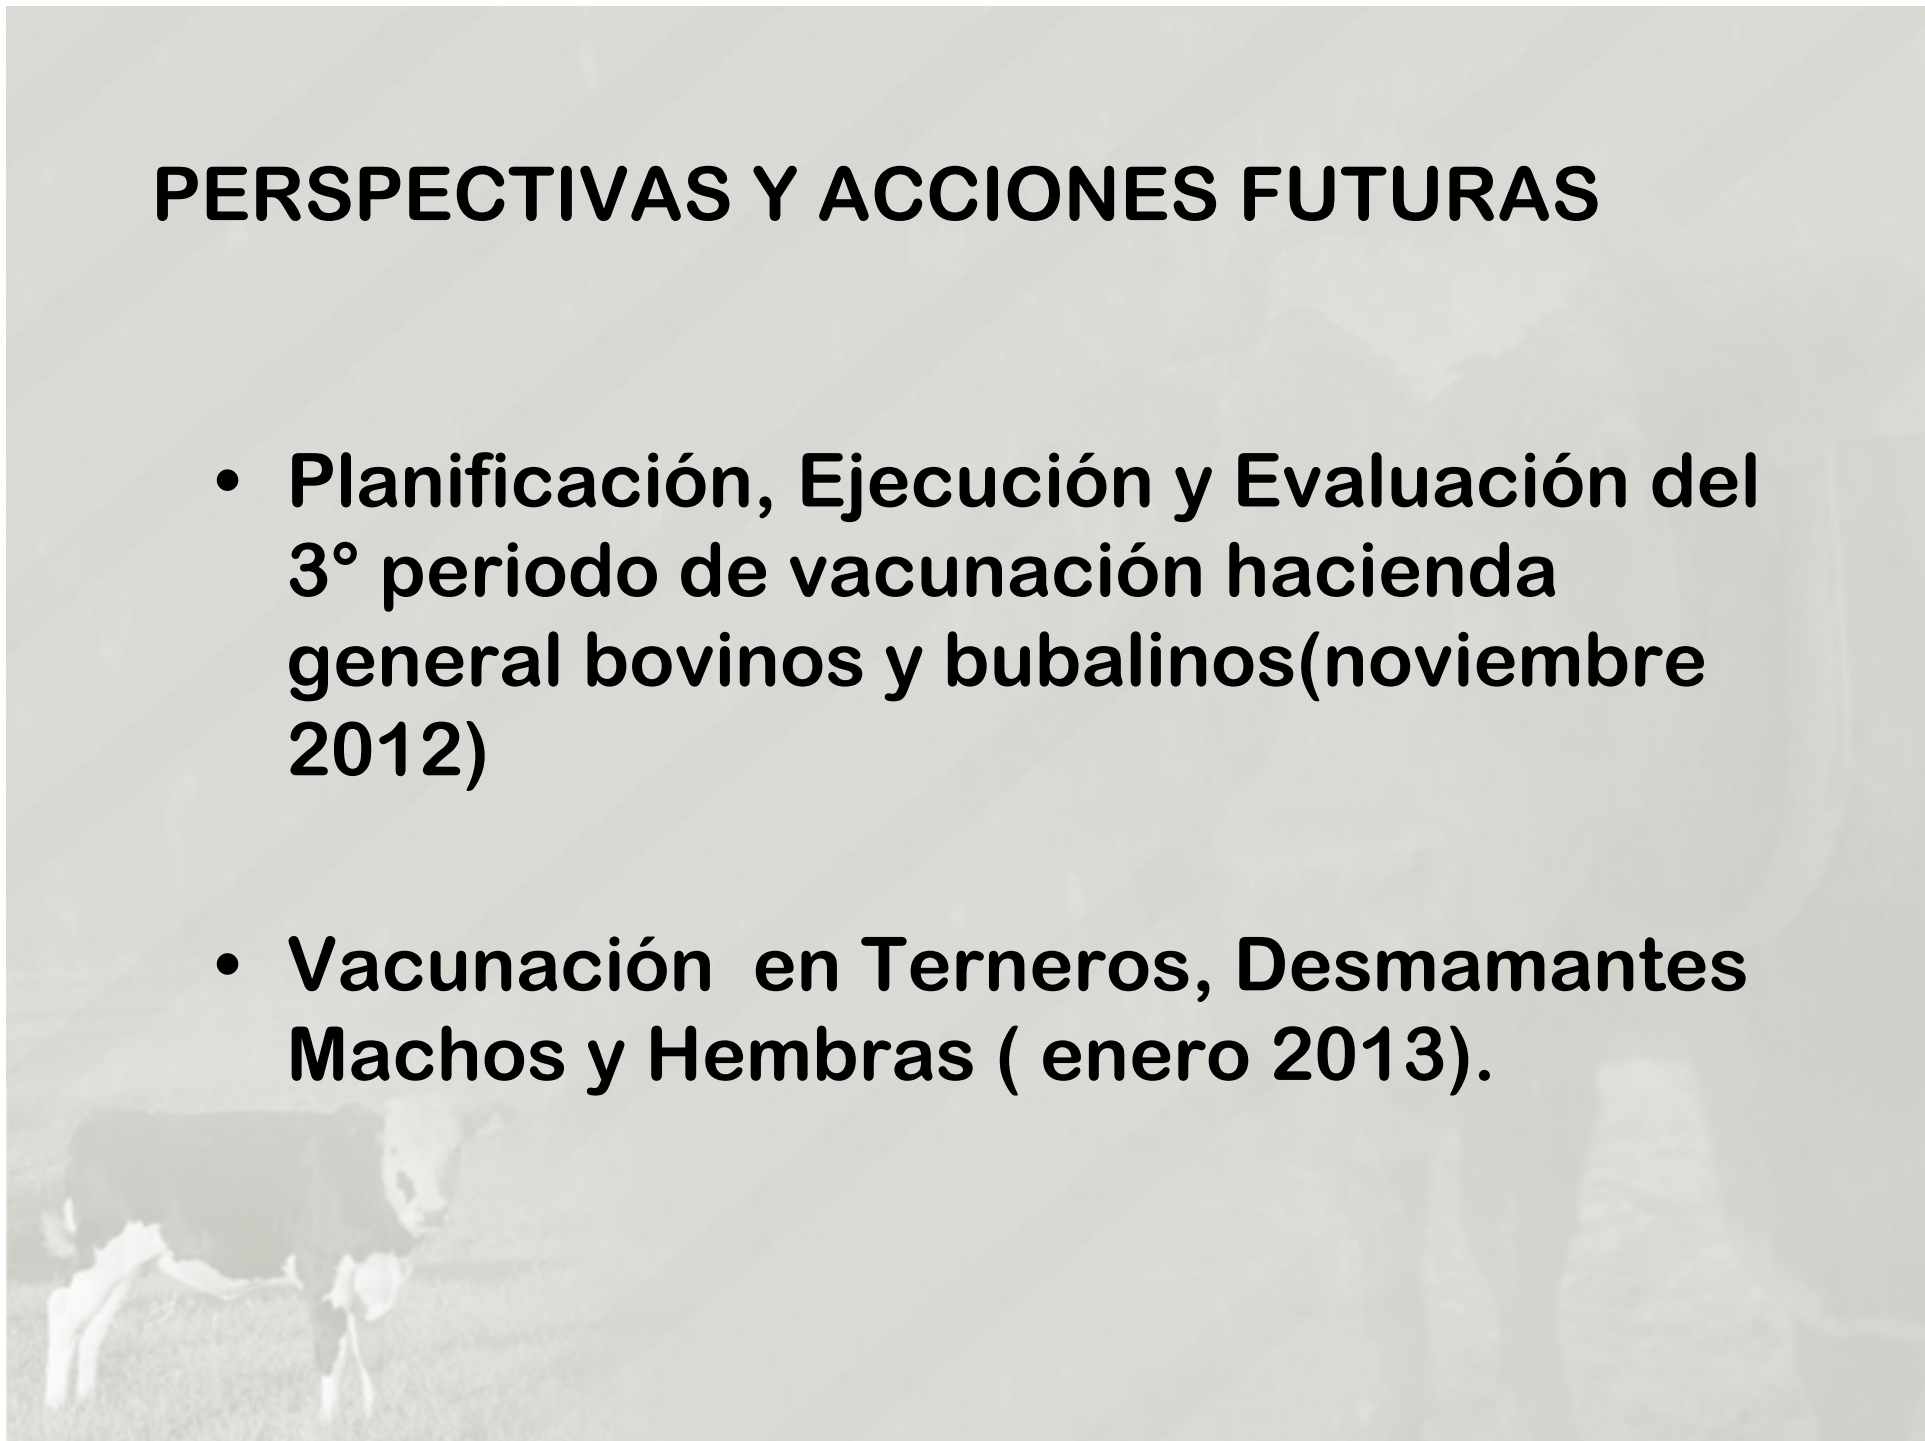 PERSPECTIVAS Y ACCIONES FUTURAS
• Planificación, Ejecución y Evaluación del
3° periodo de vacunación hacienda
general bovinos y bubalinos(noviembre
2012)
• Vacunación  en Terneros, Desmamantes
Machos y Hembras ( enero 2013).